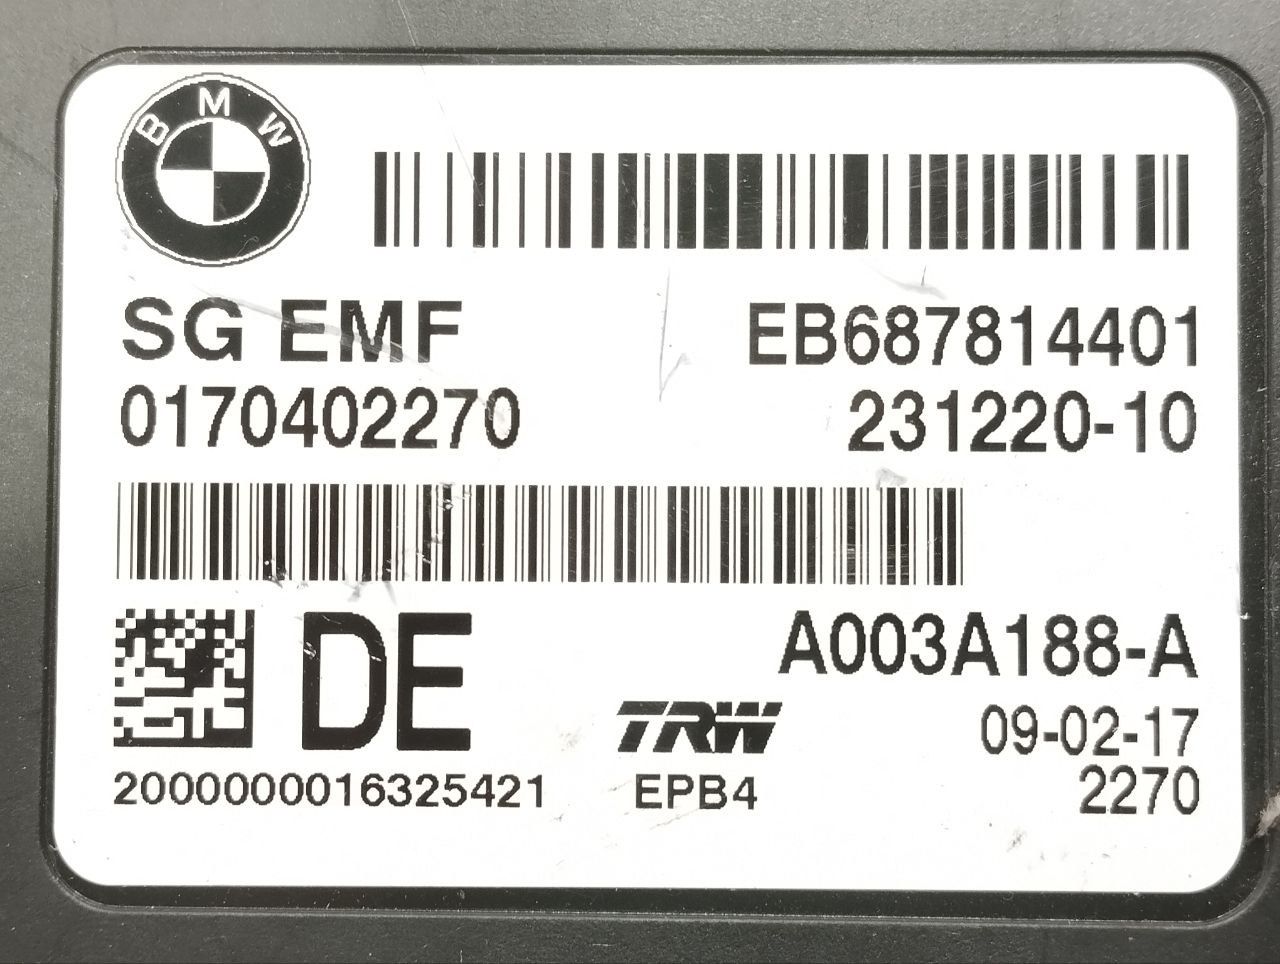 BMW
SG EMF EB687814401
0170402270 231220-10
DE A003A188-A
TRW 09-02-17
2000000016325421 EPB4 2270